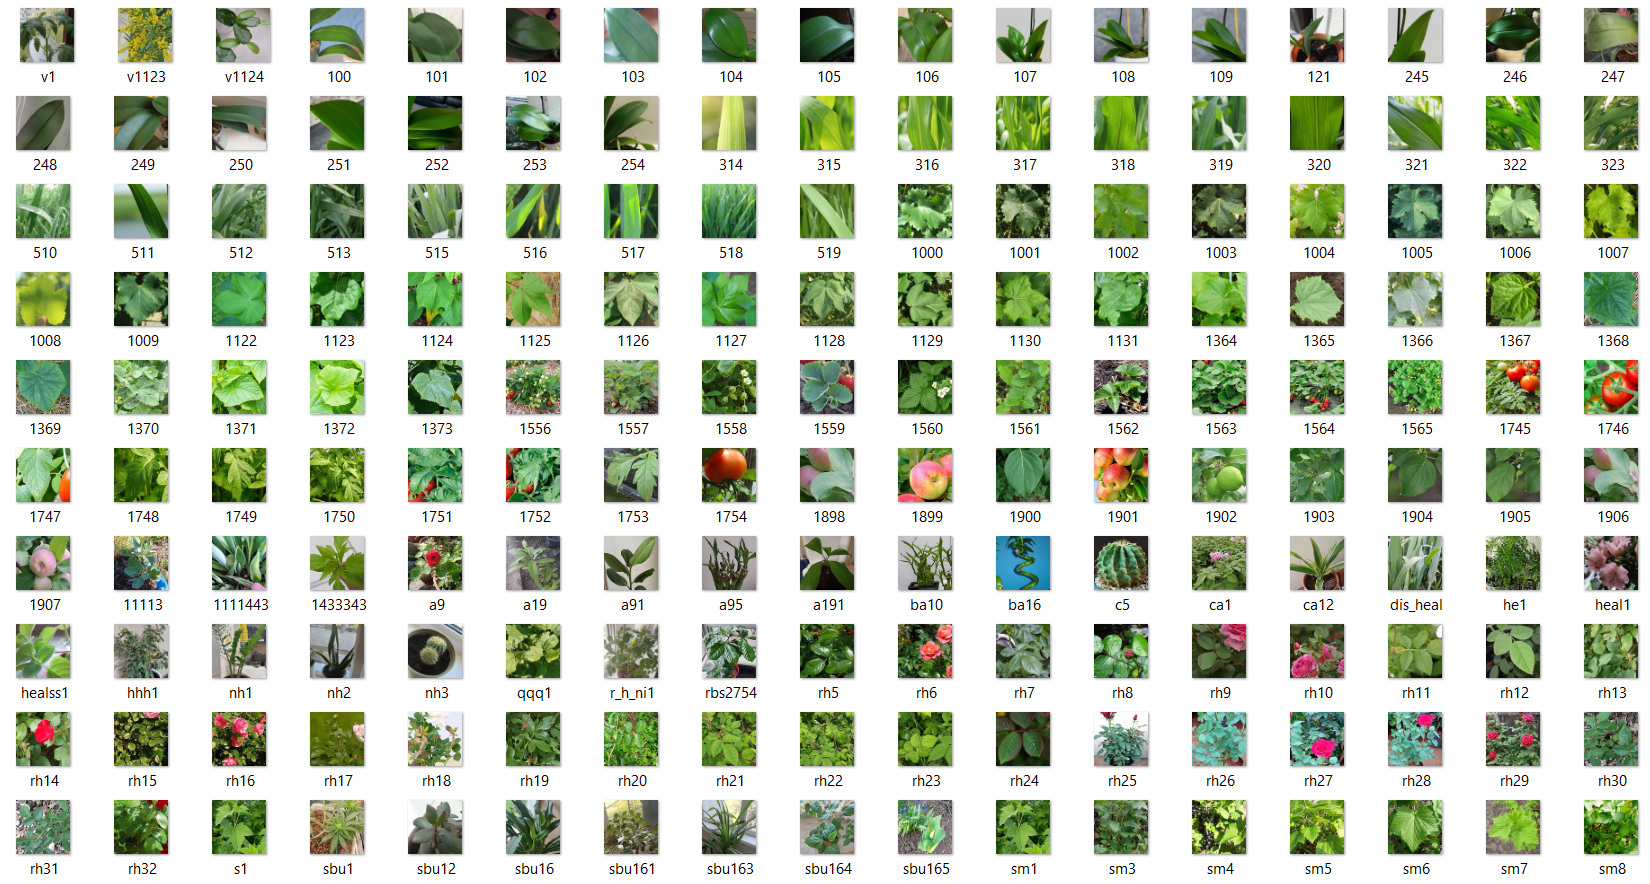 v1 v1123 v1124 100 101 102 103 104 105 106 107 108 109 121 245 246 247
248 249 250 251 252 253 254 314 315 316 317 318 319 320 321 322 323
510 511 512 513 515 516 517 518 519 1000 1001 1002 1003 1004 1005 1006 1007
1008 1009 1122 1123 1124 1125 1126 1127 1128 1129 1130 1131 1364 1365 1366 1367 1368
1369 1370 1371 1372 1373 1556 1557 1558 1559 1560 1561 1562 1563 1564 1565 1745 1746
1747 1748 1749 1750 1751 1752 1753 1754 1898 1899 1900 1901 1902 1903 1904 1905 1906
1907 11113 1111443 1433343 a9 a19 a91 a95 a191 ba10 ba16 c5 ca1 ca12 dis_heal he1 heal1
healss1 hhh1 nh1 nh2 nh3 qqq1 r_h_ni1 rbs2754 rh5 rh6 rh7 rh8 rh9 rh10 rh11 rh12 rh13
rh14 rh15 rh16 rh17 rh18 rh19 rh20 rh21 rh22 rh23 rh24 rh25 rh26 rh27 rh28 rh29 rh30
rh31 rh32 s1 sbu1 sbu12 sbu16 sbu161 sbu163 sbu164 sbu165 sm1 sm3 sm4 sm5 sm6 sm7 sm8